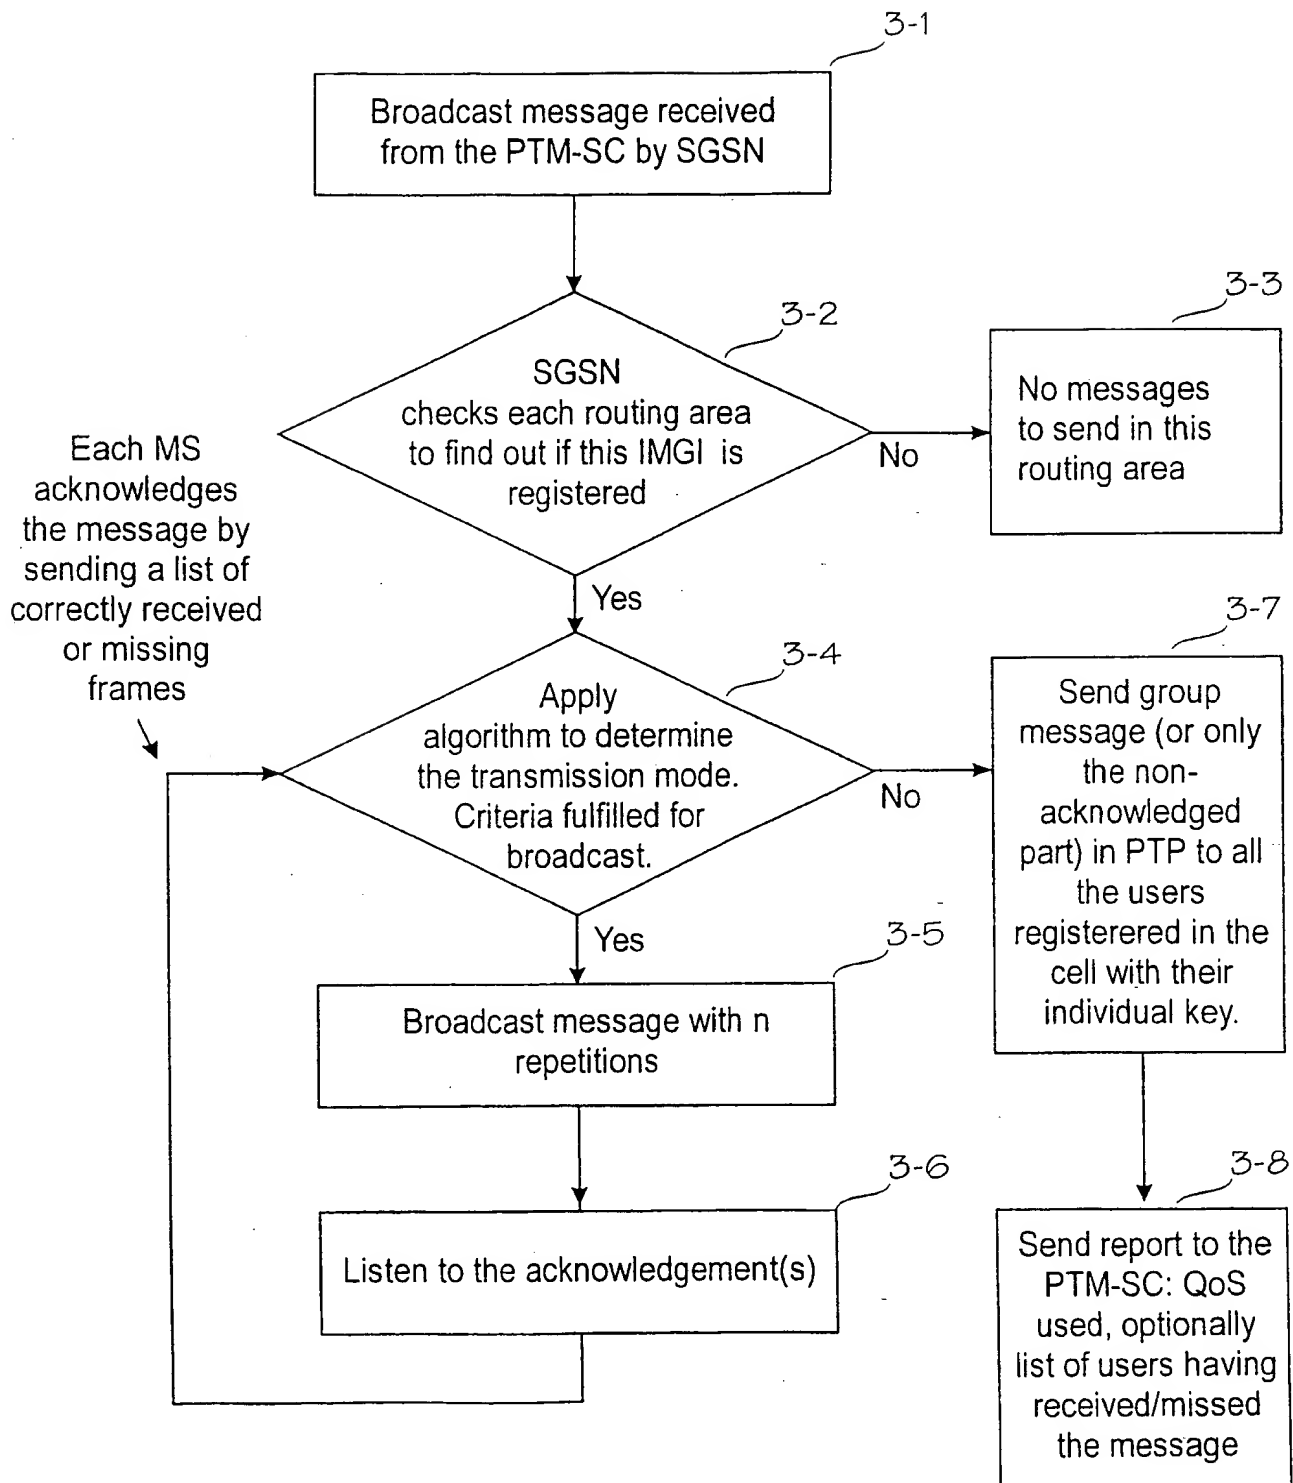 3-1
Broadcast message received
from the PTM-SC by SGSN
3-2
SGSN
checks each routing area
to find out if this IMGI is
registered
No
3-3
No messages
to send in this
routing area
Yes
Each MS
acknowledges
the message by
sending a list of
correctly received
or missing
frames
3-4
Apply
algorithm to determine
the transmission mode.
Criteria fulfilled for
broadcast.
No
3-7
Send group
message (or only
the non-
acknowledged
part) in PTP to all
the users
registerered in the
cell with their
individual key.
Yes
3-5
Broadcast message with n
repetitions
3-6
Listen to the acknowledgement(s)
3-8
Send report to the
PTM-SC: QoS
used, optionally
list of users having
received/missed
the message